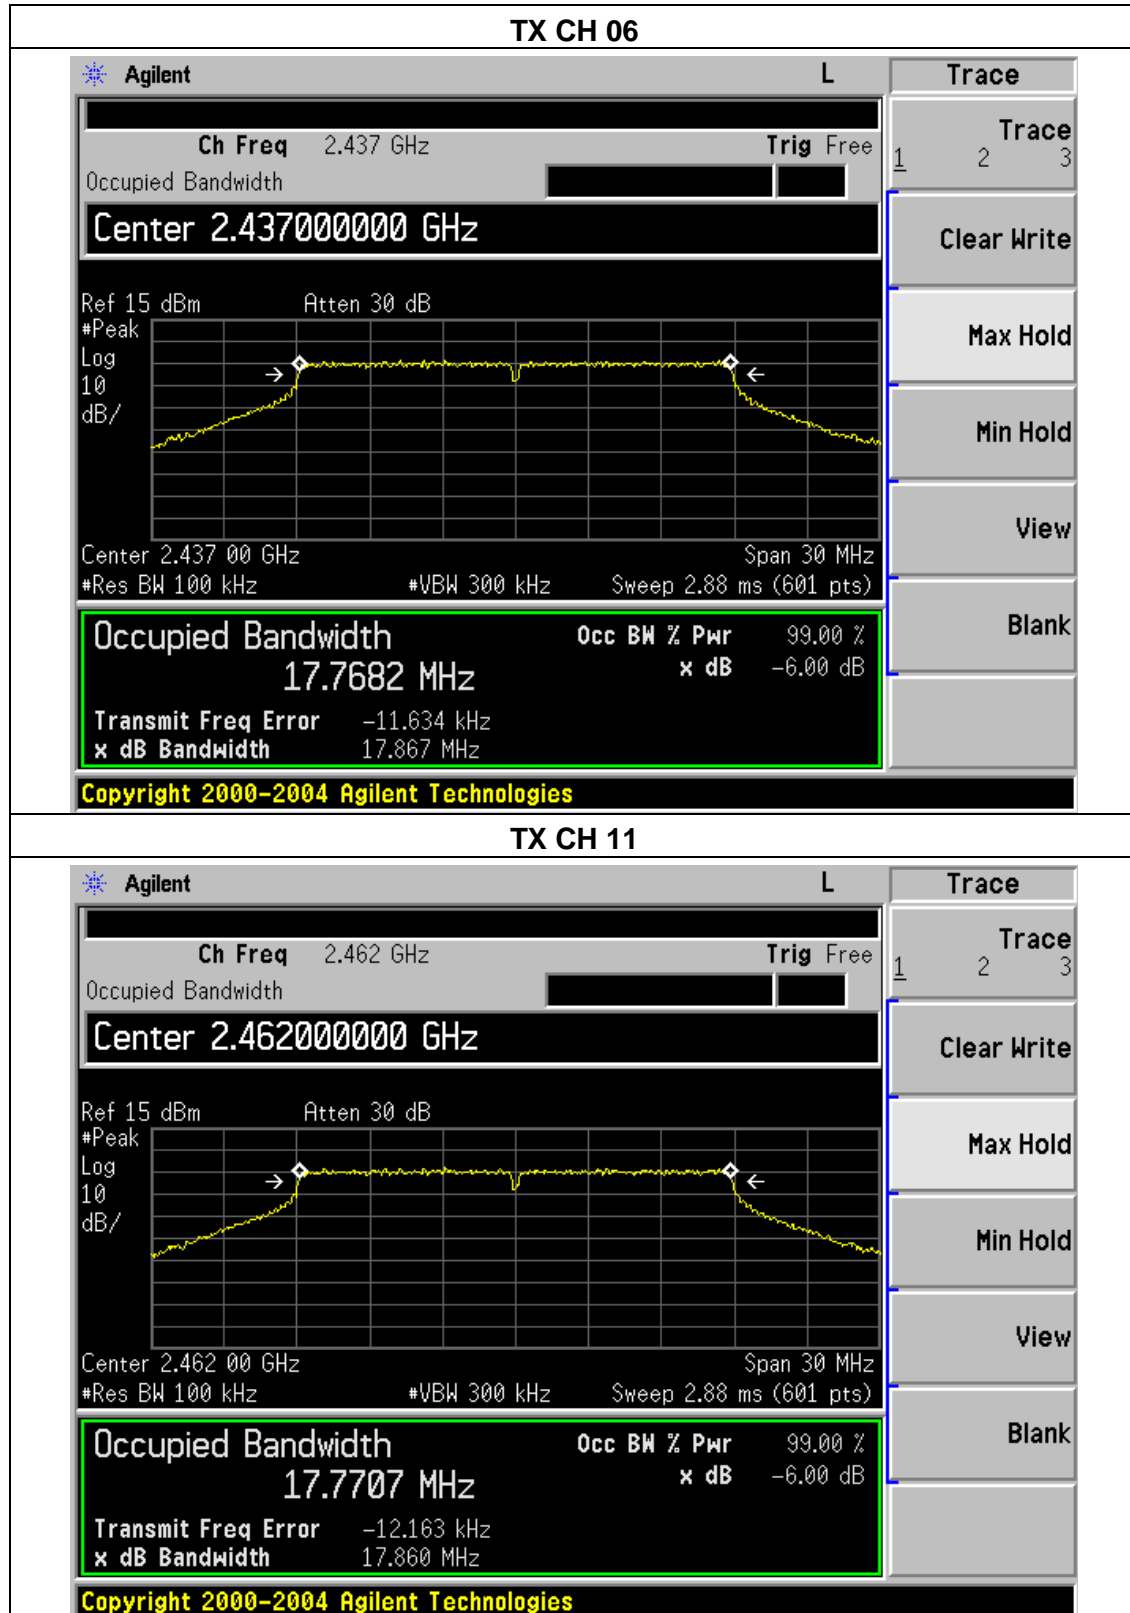 TX CH 06
Agilent L Trace
Ch Freq 2.437 GHz Trig Free
Trace
1 2 3
Occupied Bandwidth
Center 2.437000000 GHz
Clear Write
Ref 15 dBm Atten 30 dB
#Peak
Log
10
dB/
Max Hold
Min Hold
View
Center 2.437 00 GHz Span 30 MHz
#Res BW 100 kHz #VBW 300 kHz Sweep 2.88 ms (601 pts)
Blank
Occupied Bandwidth Occ BW % Pwr 99.00 %
17.7682 MHz x dB -6.00 dB
Transmit Freq Error -11.634 kHz
x dB Bandwidth 17.867 MHz
Copyright 2000-2004 Agilent Technologies
TX CH 11
Agilent L Trace
Ch Freq 2.462 GHz Trig Free
Trace
1 2 3
Occupied Bandwidth
Center 2.462000000 GHz
Clear Write
Ref 15 dBm Atten 30 dB
#Peak
Log
10
dB/
Max Hold
Min Hold
View
Center 2.462 00 GHz Span 30 MHz
#Res BW 100 kHz #VBW 300 kHz Sweep 2.88 ms (601 pts)
Blank
Occupied Bandwidth Occ BW % Pwr 99.00 %
17.7707 MHz x dB -6.00 dB
Transmit Freq Error -12.163 kHz
x dB Bandwidth 17.860 MHz
Copyright 2000-2004 Agilent Technologies